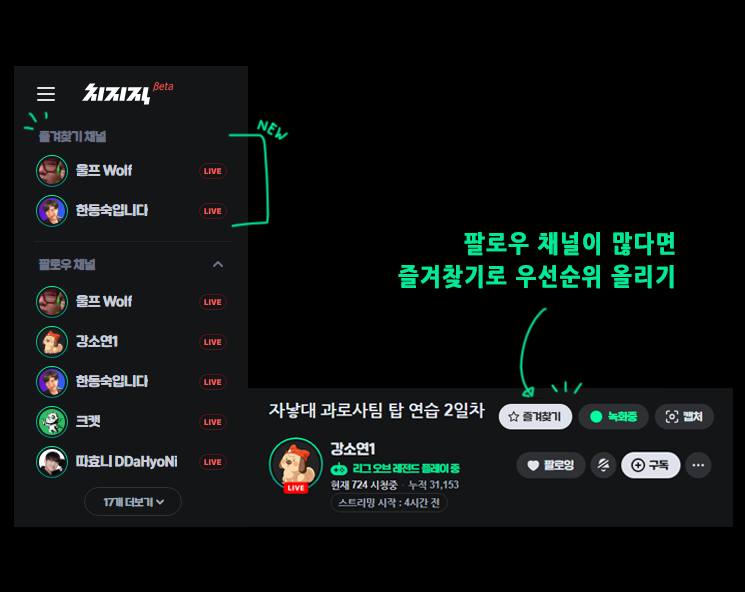 치지직 βeta
즐겨찾기 채널
NEW
울프 Wolf LIVE
한동숙입니다 LIVE
팔로우 채널
울프 Wolf LIVE
강소연1 LIVE
한동숙입니다 LIVE
크캣 LIVE
따효니 DDaHyoNi LIVE
17개 더보기
팔로우 채널이 많다면
즐겨찾기로 우선순위 올리기
자낳대 과로사팀 탑 연습 2일차
즐겨찾기 녹화중 캡처
강소연1
리그 오브 레전드 플레이 중
현재 724 시청중 · 누적 31,153
스트리밍 시작 : 4시간 전
LIVE
팔로잉 구독